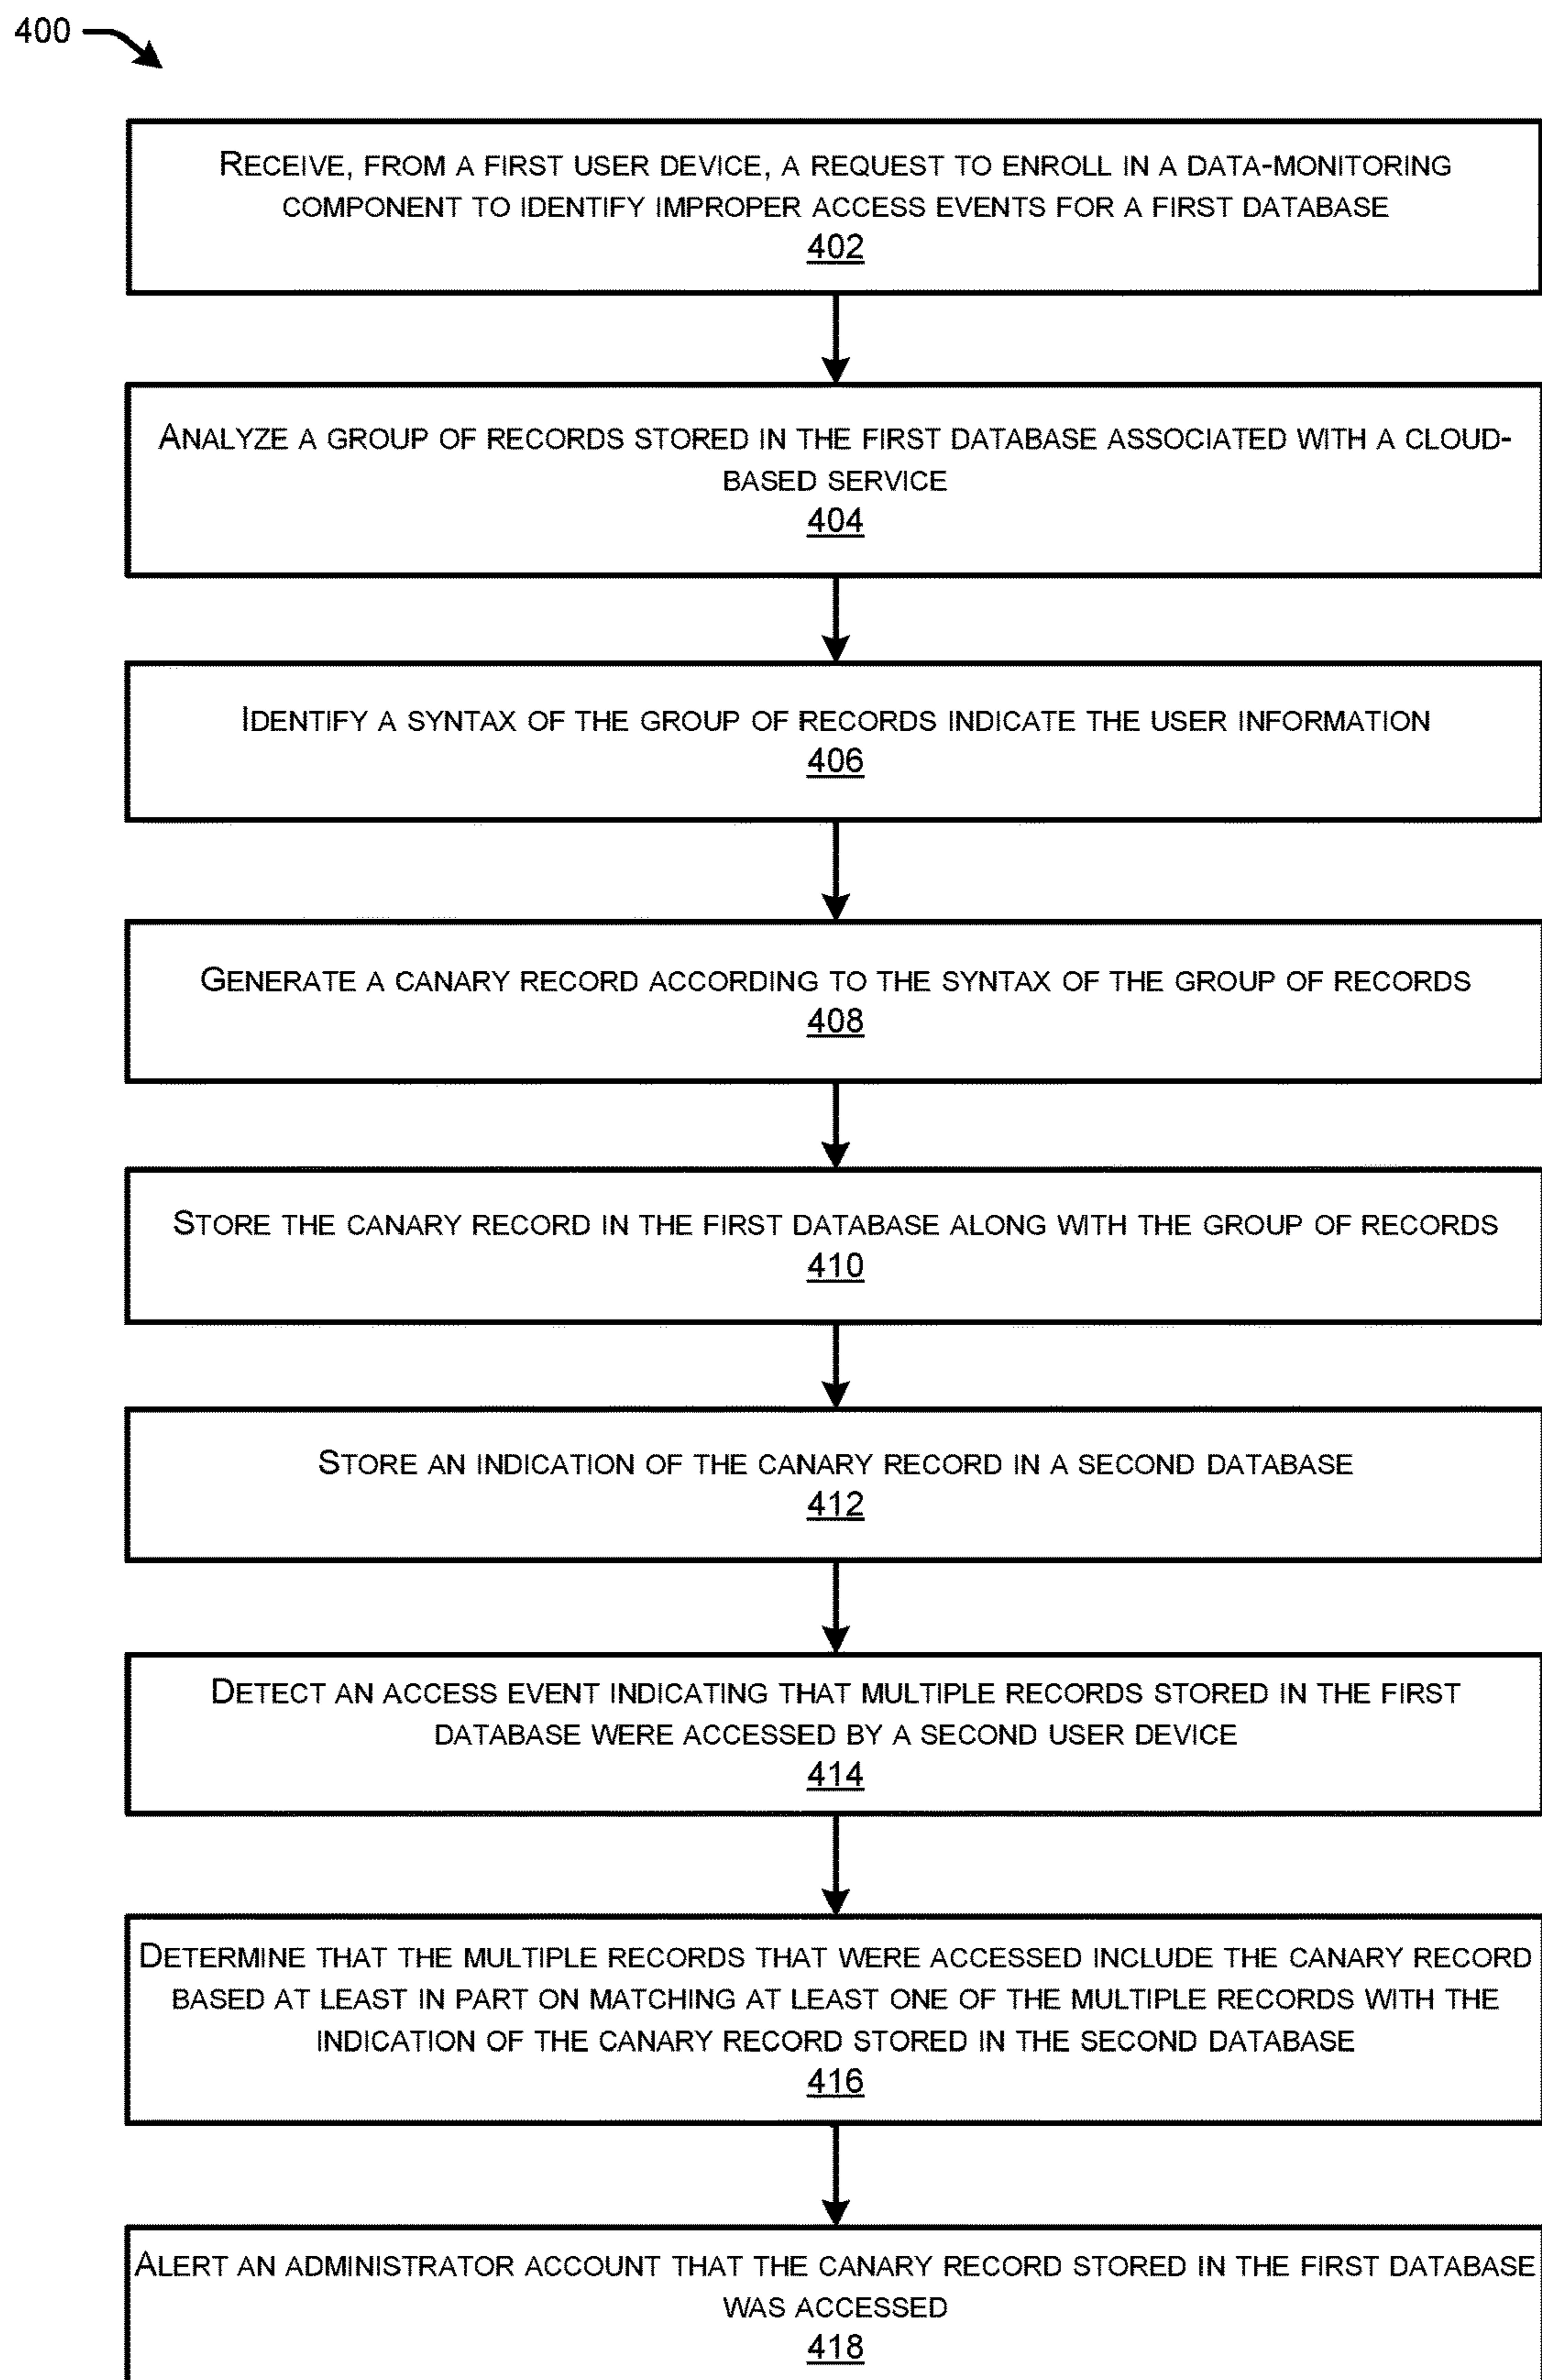 400
RECEIVE, FROM A FIRST USER DEVICE, A REQUEST TO ENROLL IN A DATA-MONITORING
COMPONENT TO IDENTIFY IMPROPER ACCESS EVENTS FOR A FIRST DATABASE
402
ANALYZE A GROUP OF RECORDS STORED IN THE FIRST DATABASE ASSOCIATED WITH A CLOUD-
BASED SERVICE
404
IDENTIFY A SYNTAX OF THE GROUP OF RECORDS INDICATE THE USER INFORMATION
406
GENERATE A CANARY RECORD ACCORDING TO THE SYNTAX OF THE GROUP OF RECORDS
408
STORE THE CANARY RECORD IN THE FIRST DATABASE ALONG WITH THE GROUP OF RECORDS
410
STORE AN INDICATION OF THE CANARY RECORD IN A SECOND DATABASE
412
DETECT AN ACCESS EVENT INDICATING THAT MULTIPLE RECORDS STORED IN THE FIRST
DATABASE WERE ACCESSED BY A SECOND USER DEVICE
414
DETERMINE THAT THE MULTIPLE RECORDS THAT WERE ACCESSED INCLUDE THE CANARY RECORD
BASED AT LEAST IN PART ON MATCHING AT LEAST ONE OF THE MULTIPLE RECORDS WITH THE
INDICATION OF THE CANARY RECORD STORED IN THE SECOND DATABASE
416
ALERT AN ADMINISTRATOR ACCOUNT THAT THE CANARY RECORD STORED IN THE FIRST DATABASE
WAS ACCESSED
418